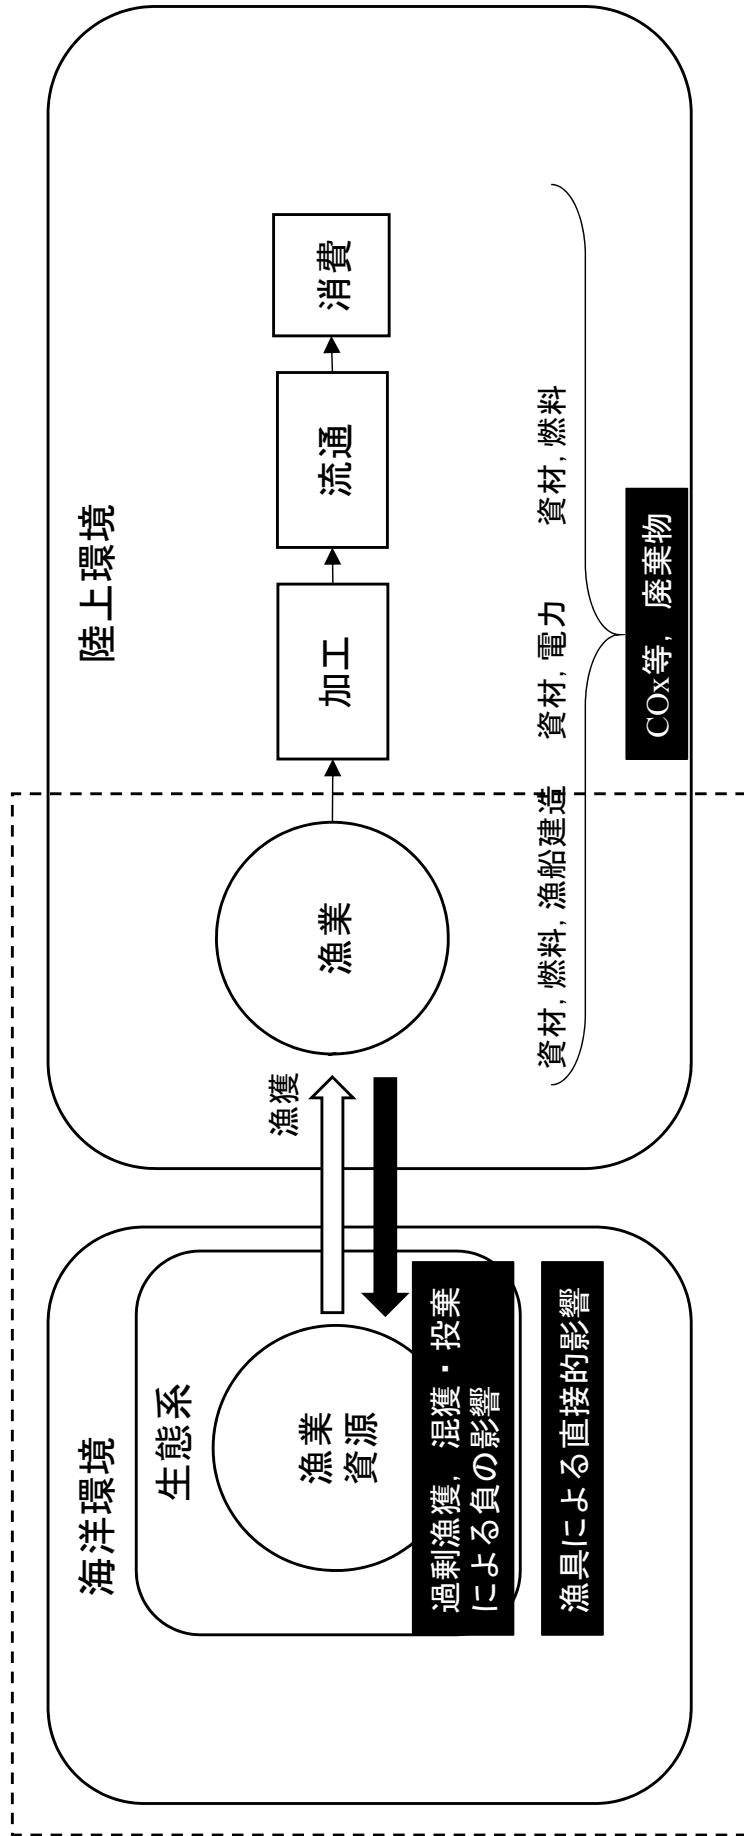 海洋環境
生態系
漁業
資源
過剰漁獲，混獲・投棄
による負の影響
漁具による直接的影響
漁獲
陸上環境
漁業
加工
流通
消費
資材，燃料，漁船建造
資材，電力
資材，燃料
COx等，廃棄物